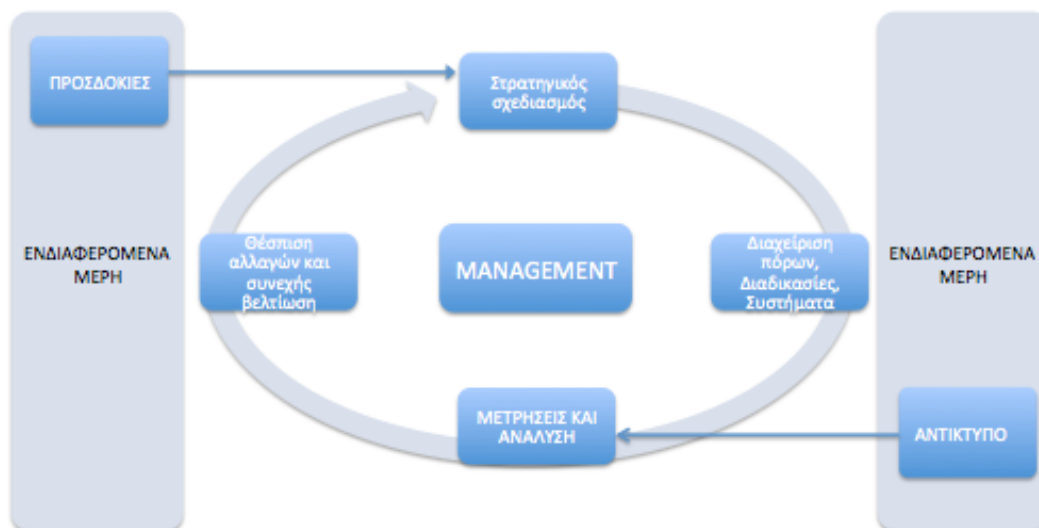 ΠΡΟΣΔΟΚΙΕΣ
Στρατηγικός
σχεδιασμός
ΕΝΔΙΑΦΕΡΟΜΕΝΑ
ΜΕΡΗ
Θέσπιση
αλλαγών και
συνεχής
βελτίωση
MANAGEMENT
Διαχείριση
πόρων,
Διαδικασίες,
Συστήματα
ΕΝΔΙΑΦΕΡΟΜΕΝΑ
ΜΕΡΗ
ΜΕΤΡΗΣΕΙΣ ΚΑΙ
ΑΝΑΛΥΣΗ
ΑΝΤΙΚΤΥΠΟ